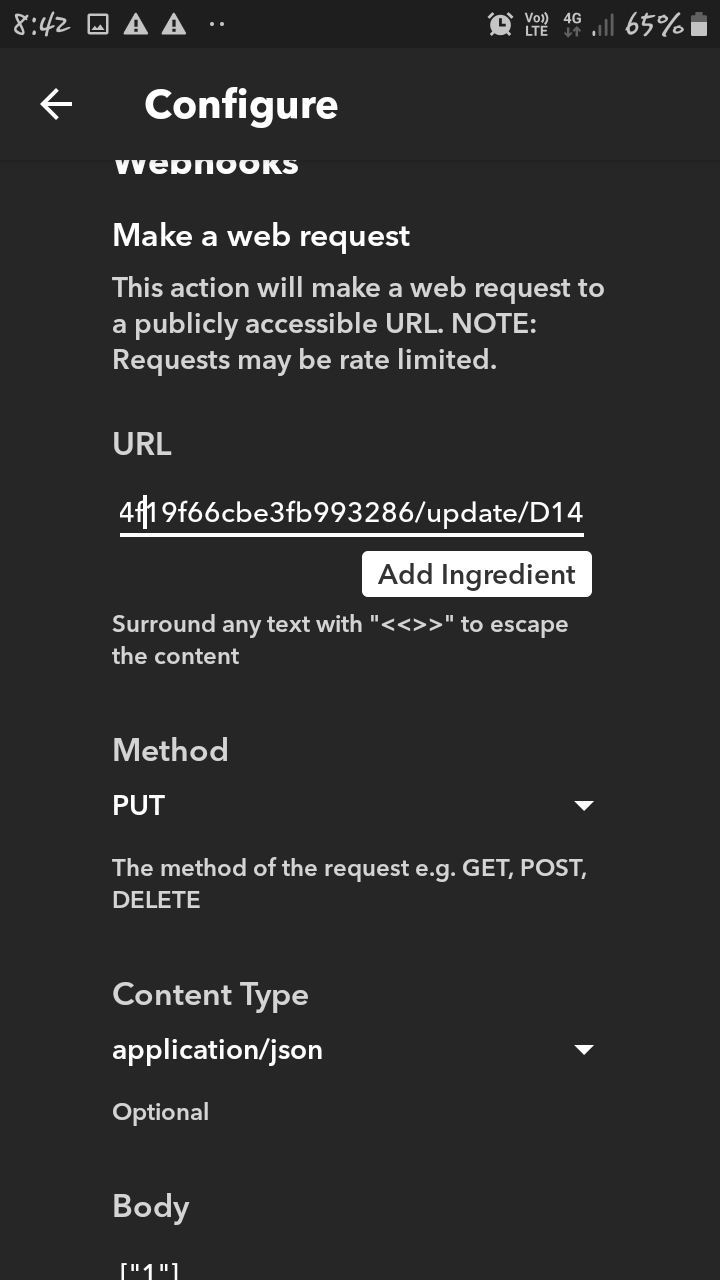 8:42 Vo)) LTE 4G 65%
Configure
Webhooks
Make a web request
This action will make a web request to
a publicly accessible URL. NOTE:
Requests may be rate limited.
URL
4f19f66cbe3fb993286/update/D14
Add Ingredient
Surround any text with "<<>>" to escape
the content
Method
PUT
The method of the request e.g. GET, POST,
DELETE
Content Type
application/json
Optional
Body
["1"]